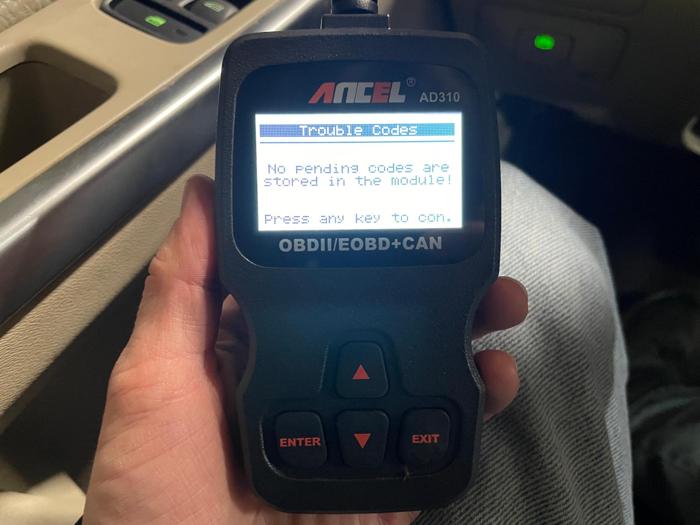 ANCEL®
AD310
Trouble Codes
No pending codes are
stored in the module!
Press any key to con.
OBDII/EOBD+CAN
ENTER
EXIT